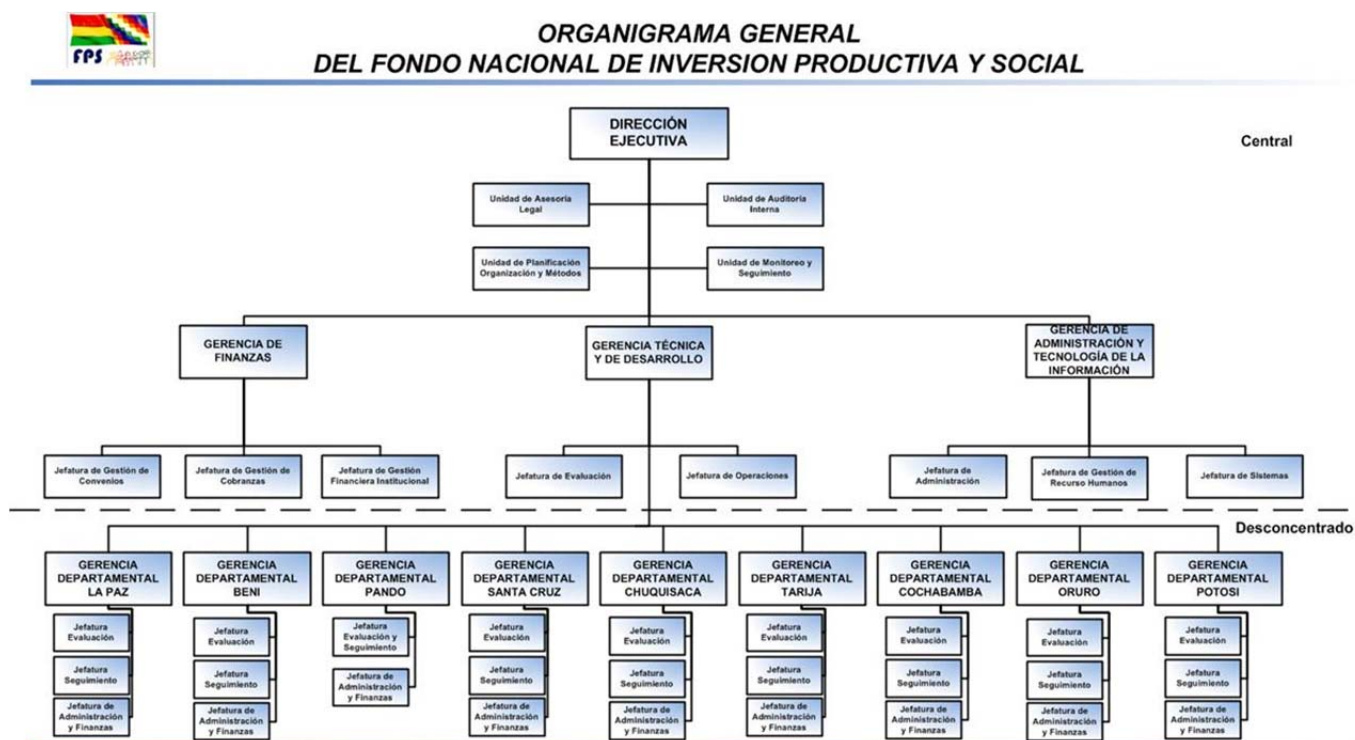 FPS
ORGANIGRAMA GENERAL
DEL FONDO NACIONAL DE INVERSION PRODUCTIVA Y SOCIAL
DIRECCIÓN
EJECUTIVA
Central
Unidad de Asesoría
Legal
Unidad de Auditoria
Interna
Unidad de Planificación
Organización y Métodos
Unidad de Monitoreo y
Seguimiento
GERENCIA DE
FINANZAS
GERENCIA TÉCNICA
Y DE DESARROLLO
GERENCIA DE
ADMINISTRACIÓN Y
TECNOLOGÍA DE LA
INFORMACIÓN
Jefatura de Gestión de
Convenios
Jefatura de Gestión de
Cobranzas
Jefatura de Gestión
Financiera Institucional
Jefatura de Evaluación
Jefatura de Operaciones
Jefatura de
Administración
Jefatura de Gestión de
Recurso Humanos
Jefatura de Sistemas
Desconcentrado
GERENCIA
DEPARTAMENTAL
LA PAZ
GERENCIA
DEPARTAMENTAL
BENI
GERENCIA
DEPARTAMENTAL
PANDO
GERENCIA
DEPARTAMENTAL
SANTA CRUZ
GERENCIA
DEPARTAMENTAL
CHUQUISACA
GERENCIA
DEPARTAMENTAL
TARIJA
GERENCIA
DEPARTAMENTAL
COCHABAMBA
GERENCIA
DEPARTAMENTAL
ORURO
GERENCIA
DEPARTAMENTAL
POTOSI
Jefatura
Evaluación
Jefatura
Evaluación
Jefatura
Evaluación y
Seguimiento
Jefatura
Evaluación
Jefatura
Evaluación
Jefatura
Evaluación
Jefatura
Evaluación
Jefatura
Evaluación
Jefatura
Evaluación
Jefatura
Seguimiento
Jefatura
Seguimiento
Jefatura de
Administración
y Finanzas
Jefatura
Seguimiento
Jefatura
Seguimiento
Jefatura
Seguimiento
Jefatura
Seguimiento
Jefatura
Seguimiento
Jefatura
Seguimiento
Jefatura de
Administración
y Finanzas
Jefatura de
Administración
y Finanzas
Jefatura de
Administración
y Finanzas
Jefatura de
Administración
y Finanzas
Jefatura de
Administración
y Finanzas
Jefatura de
Administración
y Finanzas
Jefatura de
Administración
y Finanzas
Jefatura de
Administración
y Finanzas